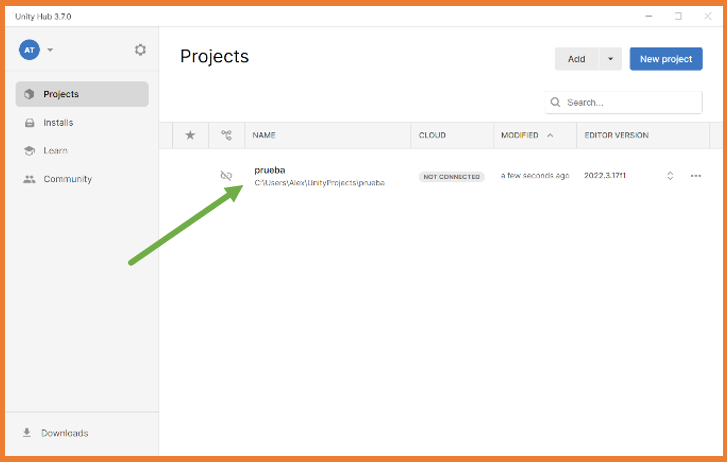 Unity Hub 3.7.0
AT
Projects
Add
New project
Projects
Installs
Learn
Community
Search...
NAME
CLOUD
MODIFIED
EDITOR VERSION
prueba
C:\Users\Alex\UnityProjects\prueba
NOT CONNECTED
a few seconds ago
2022.3.17f1
Downloads